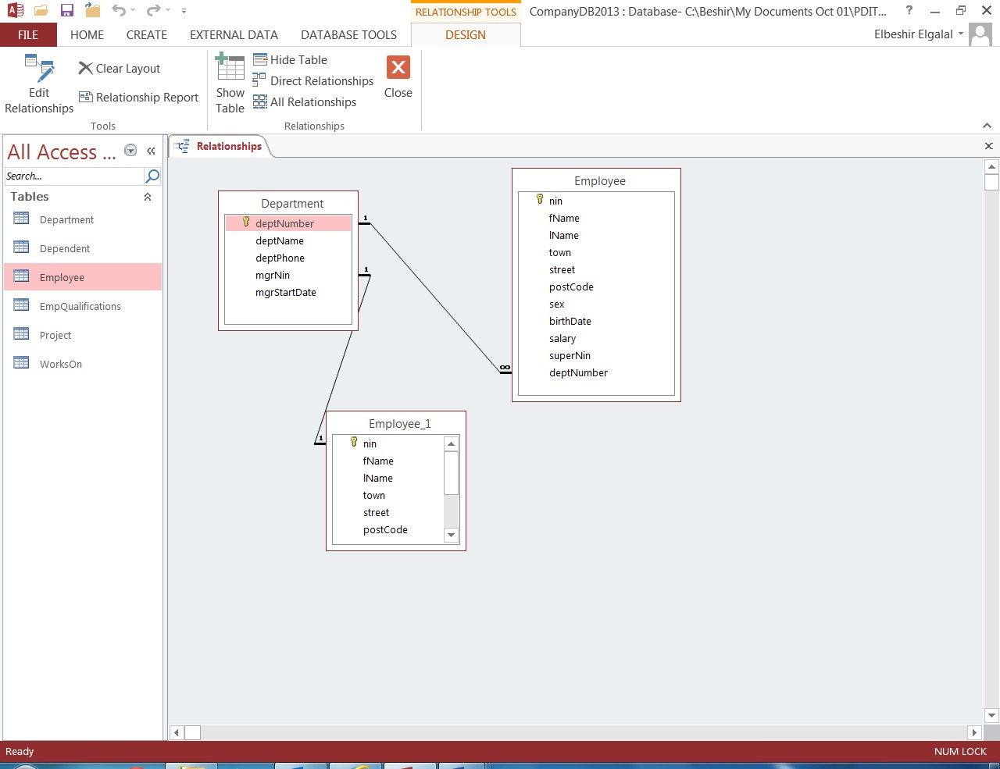 RELATIONSHIP TOOLS
CompanyDB2013 : Database- C:\Beshir\My Documents Oct 01\PDIT...
?
FILE
HOME
CREATE
EXTERNAL DATA
DATABASE TOOLS
DESIGN
Elbeshir Elgalal
Edit
Relationships
Clear Layout
Relationship Report
Tools
Show
Table
Hide Table
Direct Relationships
All Relationships
Close
Relationships
All Access ...
Search...
Tables
Department
Dependent
Employee
EmpQualifications
Project
WorksOn
Relationships
Department
deptNumber
deptName
deptPhone
mgrNin
mgrStartDate
1
1
∞
1
Employee
nin
fName
lName
town
street
postCode
sex
birthDate
salary
superNin
deptNumber
Employee_1
nin
fName
lName
town
street
postCode
Ready
NUM LOCK